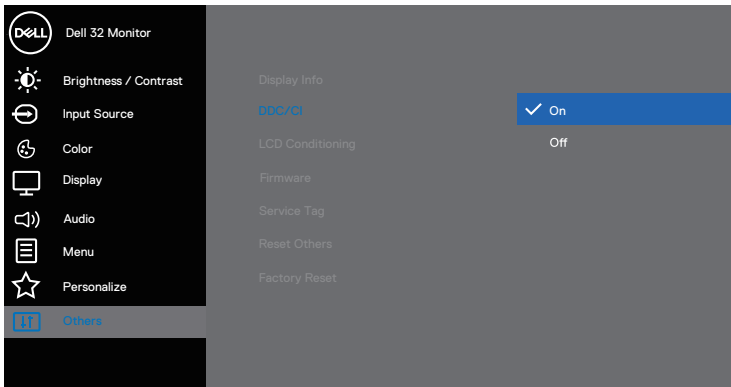 DELL
Dell 32 Monitor
Brightness / Contrast
Input Source
Color
Display
Audio
Menu
Personalize
Others
Display Info
DDC/CI
LCD Conditioning
Firmware
Service Tag
Reset Others
Factory Reset
On
Off